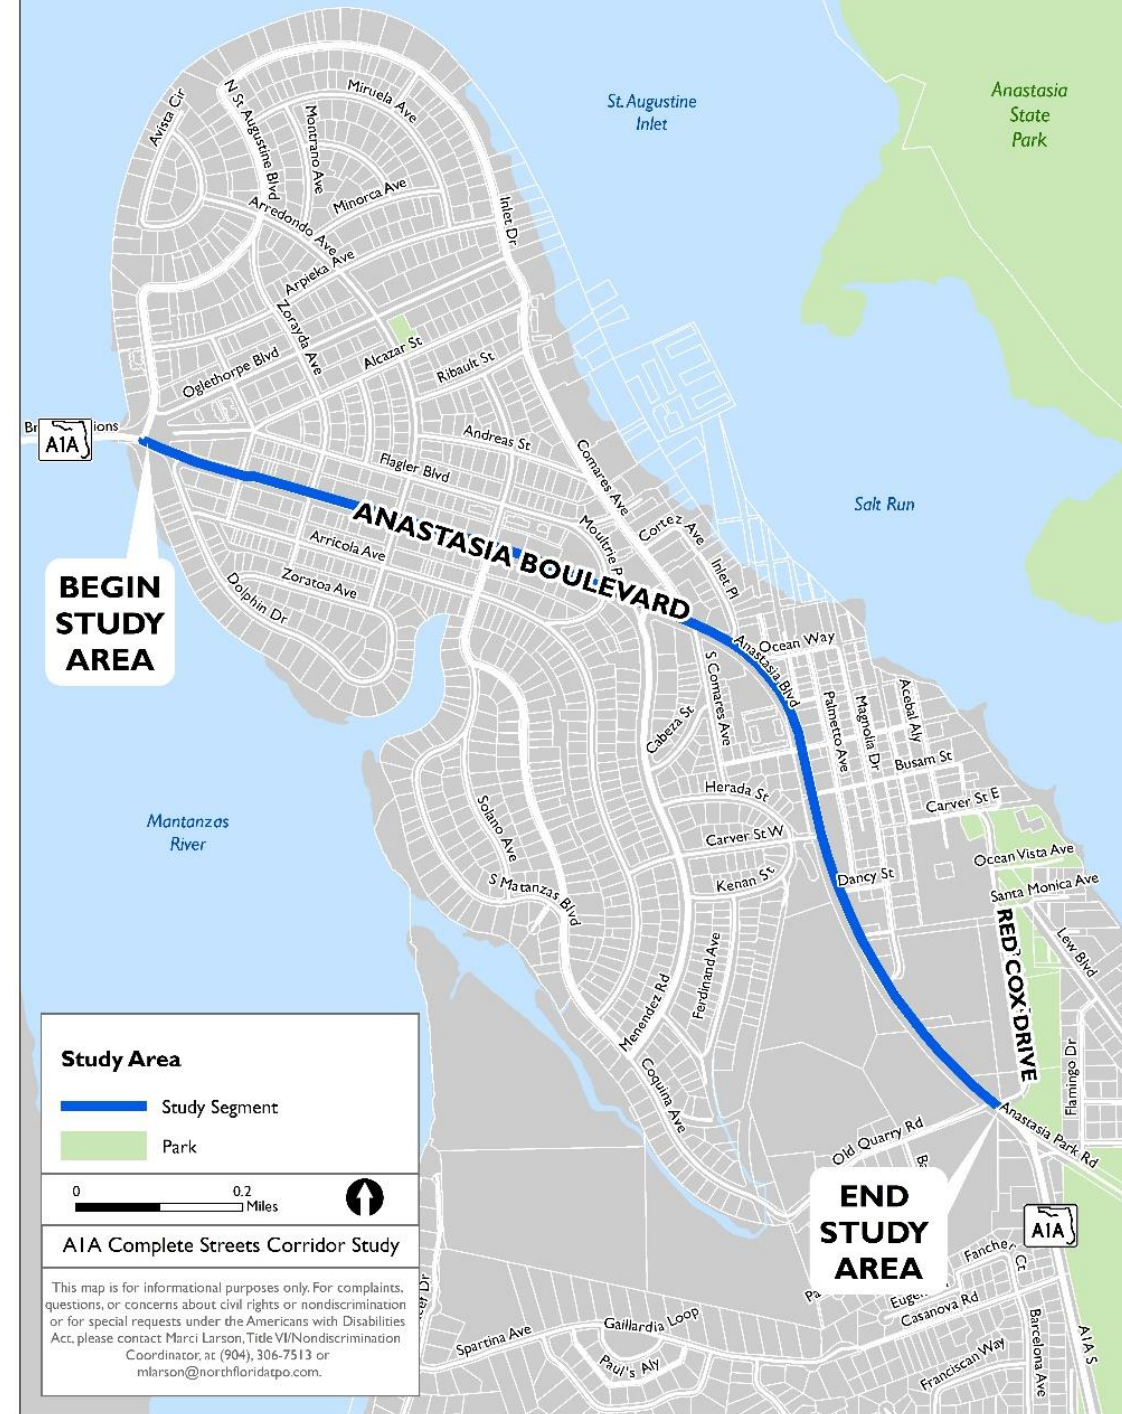 St. Augustine
Inlet
Anastasia
State
Park
Avista Cir
N St Augustine Blvd
Miruela Ave
Montrano Ave
Minorca Ave
Arredondo Ave
Inlet Dr
Arpieka Ave
Zorayda Ave
Oglethorpe Blvd
Alcazar St
Ribault St
A1A
ions
Andreas St
Flagler Blvd
Comares Ave
Salt Run
ANASTASIA BOULEVARD
Moultrie
Cortez Ave
Inlet Pl
Arricola Ave
Zoratoa Ave
Dolphin Dr
BEGIN
STUDY
AREA
Anastasia Blvd
Ocean Way
S Comares Ave
Cabeza St
Palmetto Ave
Magnolia Dr
Acebal Aly
Busam St
Herada St
Carver St E
Mantanzas
River
Solano Ave
Carver St W
Ocean Vista Ave
Kenan St
Dancy St
Santa Monica Ave
S Matanzas Blvd
RED COX DRIVE
Lew Blvd
Ferdinand Ave
Menendez Rd
Flamingo Dr
Coquina Ave
Anastasia Park Rd
Old Quarry Rd
END
STUDY
AREA
A1A
Fancher Ct
Casanova Rd
Gaillardia Loop
Spartina Ave
Paul's Aly
Franciscan Way
Barcelona Ave
A1A S
Study Area
Study Segment
Park
0 0.2
Miles
A1A Complete Streets Corridor Study
This map is for informational purposes only. For complaints,
questions, or concerns about civil rights or nondiscrimination
or for special requests under the Americans with Disabilities
Act, please contact Marci Larson, Title VI/Nondiscrimination
Coordinator, at (904), 306-7513 or
mlarson@northfloridatpo.com.